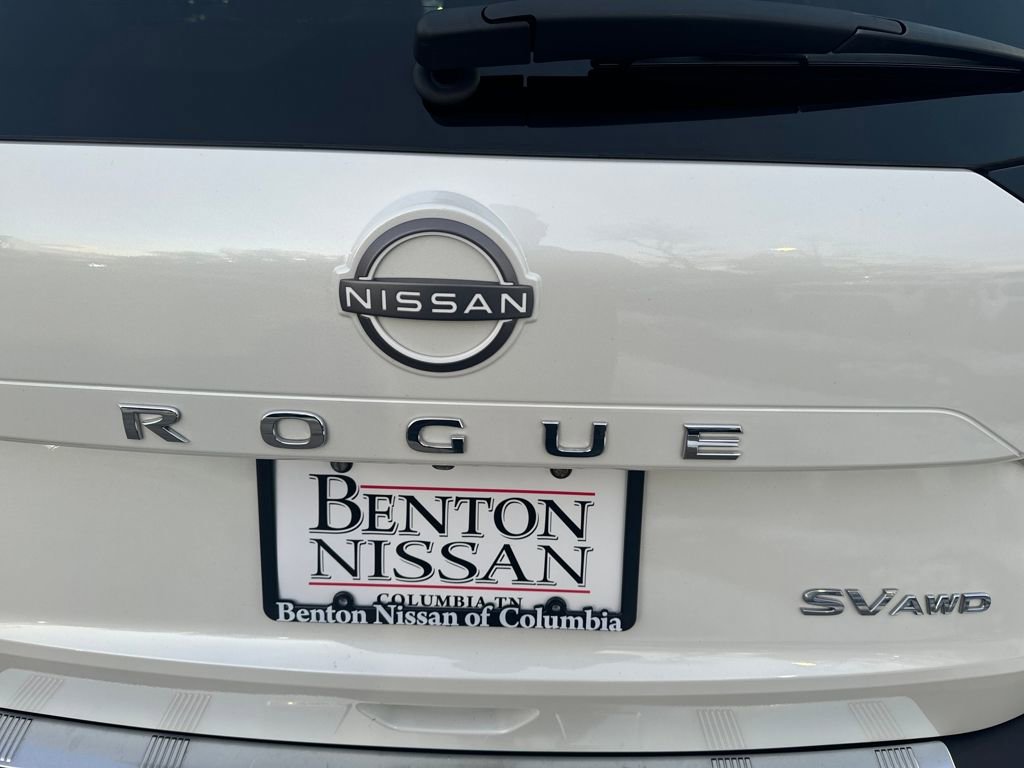 NISSAN
ROGUE
BENTON
NISSAN
COLUMBIA, TN
Benton Nissan of Columbia
SV AWD